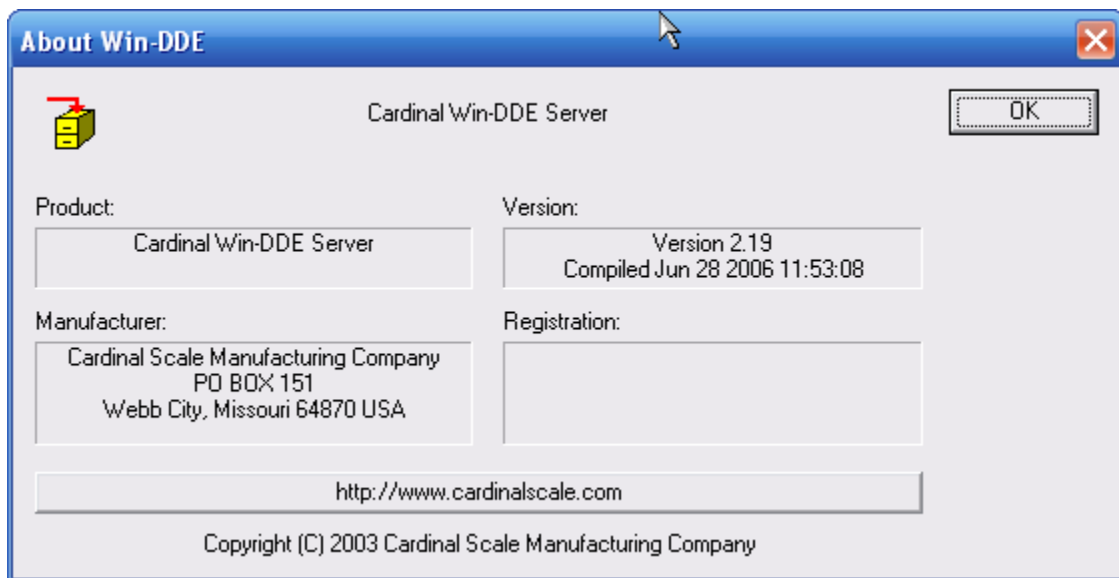 About Win-DDE
Cardinal Win-DDE Server
OK
Product:
Cardinal Win-DDE Server
Version:
Version 2.19
Compiled Jun 28 2006 11:53:08
Manufacturer:
Cardinal Scale Manufacturing Company
PO BOX 151
Webb City, Missouri 64870 USA
Registration:
http://www.cardinalscale.com
Copyright (C) 2003 Cardinal Scale Manufacturing Company